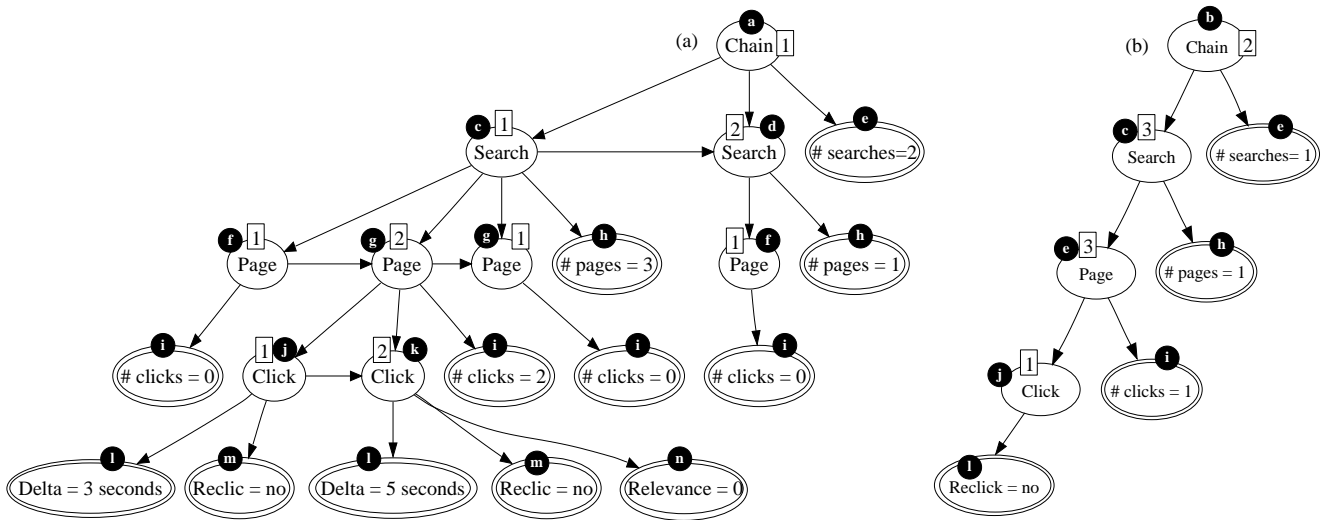 a
b
(a)
Chain 1
(b)
Chain 2
c 1
2 d
e
c 3
e
Search
Search
# searches=2
Search
# searches= 1
f 1
g 2
g 1
h
1 f
h
e 3
h
Page
Page
Page
# pages = 3
Page
# pages = 1
Page
# pages = 1
i
1 j
2 k
i
i
i
j 1
i
# clicks = 0
Click
Click
# clicks = 2
# clicks = 0
# clicks = 0
Click
# clicks = 1
l
m
l
m
n
l
Delta = 3 seconds
Reclic = no
Delta = 5 seconds
Reclic = no
Relevance = 0
Reclick = no